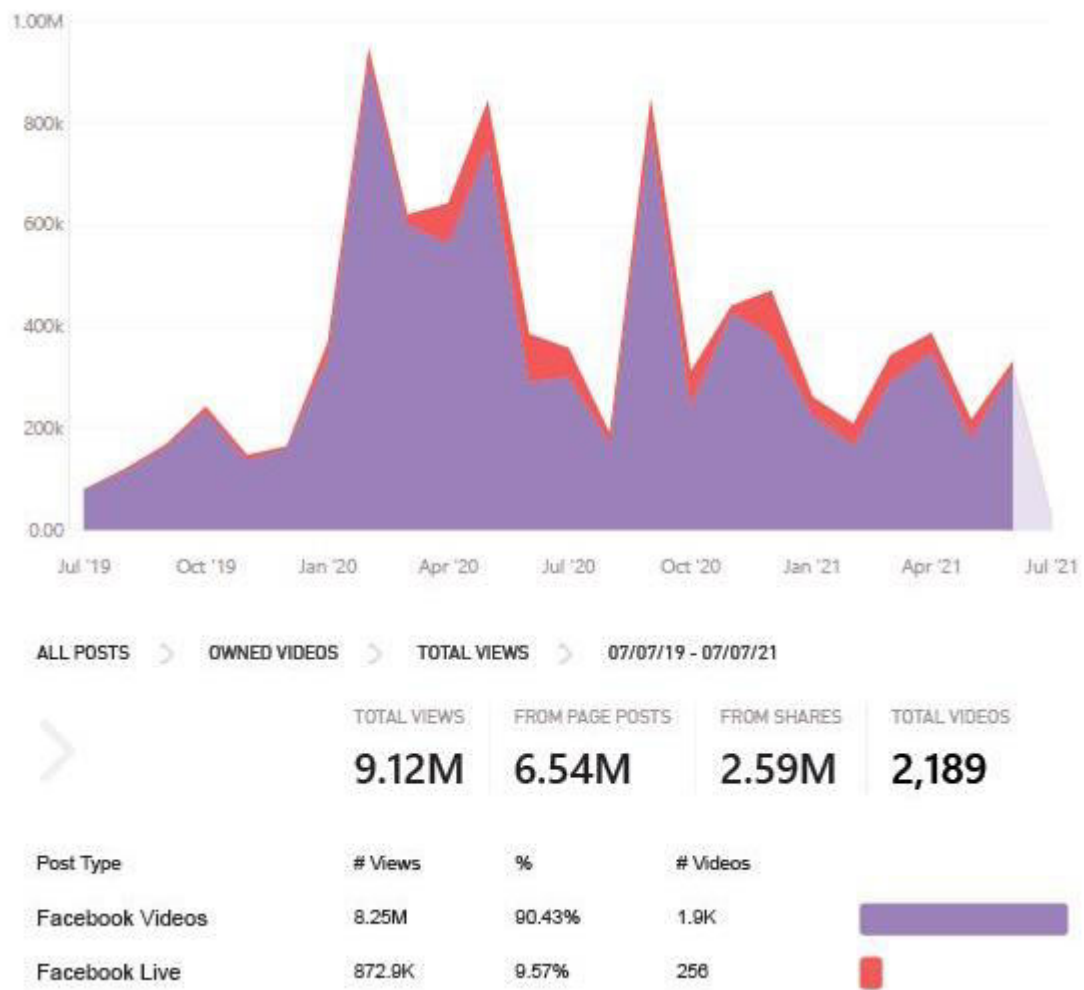 1.00M
800k
600k
400k
200k
0.00
Jul '19 Oct '19 Jan '20 Apr '20 Jul '20 Oct '20 Jan '21 Apr '21 Jul '21
ALL POSTS OWNED VIDEOS TOTAL VIEWS 07/07/19 - 07/07/21
TOTAL VIEWS FROM PAGE POSTS FROM SHARES TOTAL VIDEOS
9.12M 6.54M 2.59M 2,189
Post Type # Views % # Videos
Facebook Videos 8.25M 90.43% 1.9K
Facebook Live 872.9K 9.57% 256